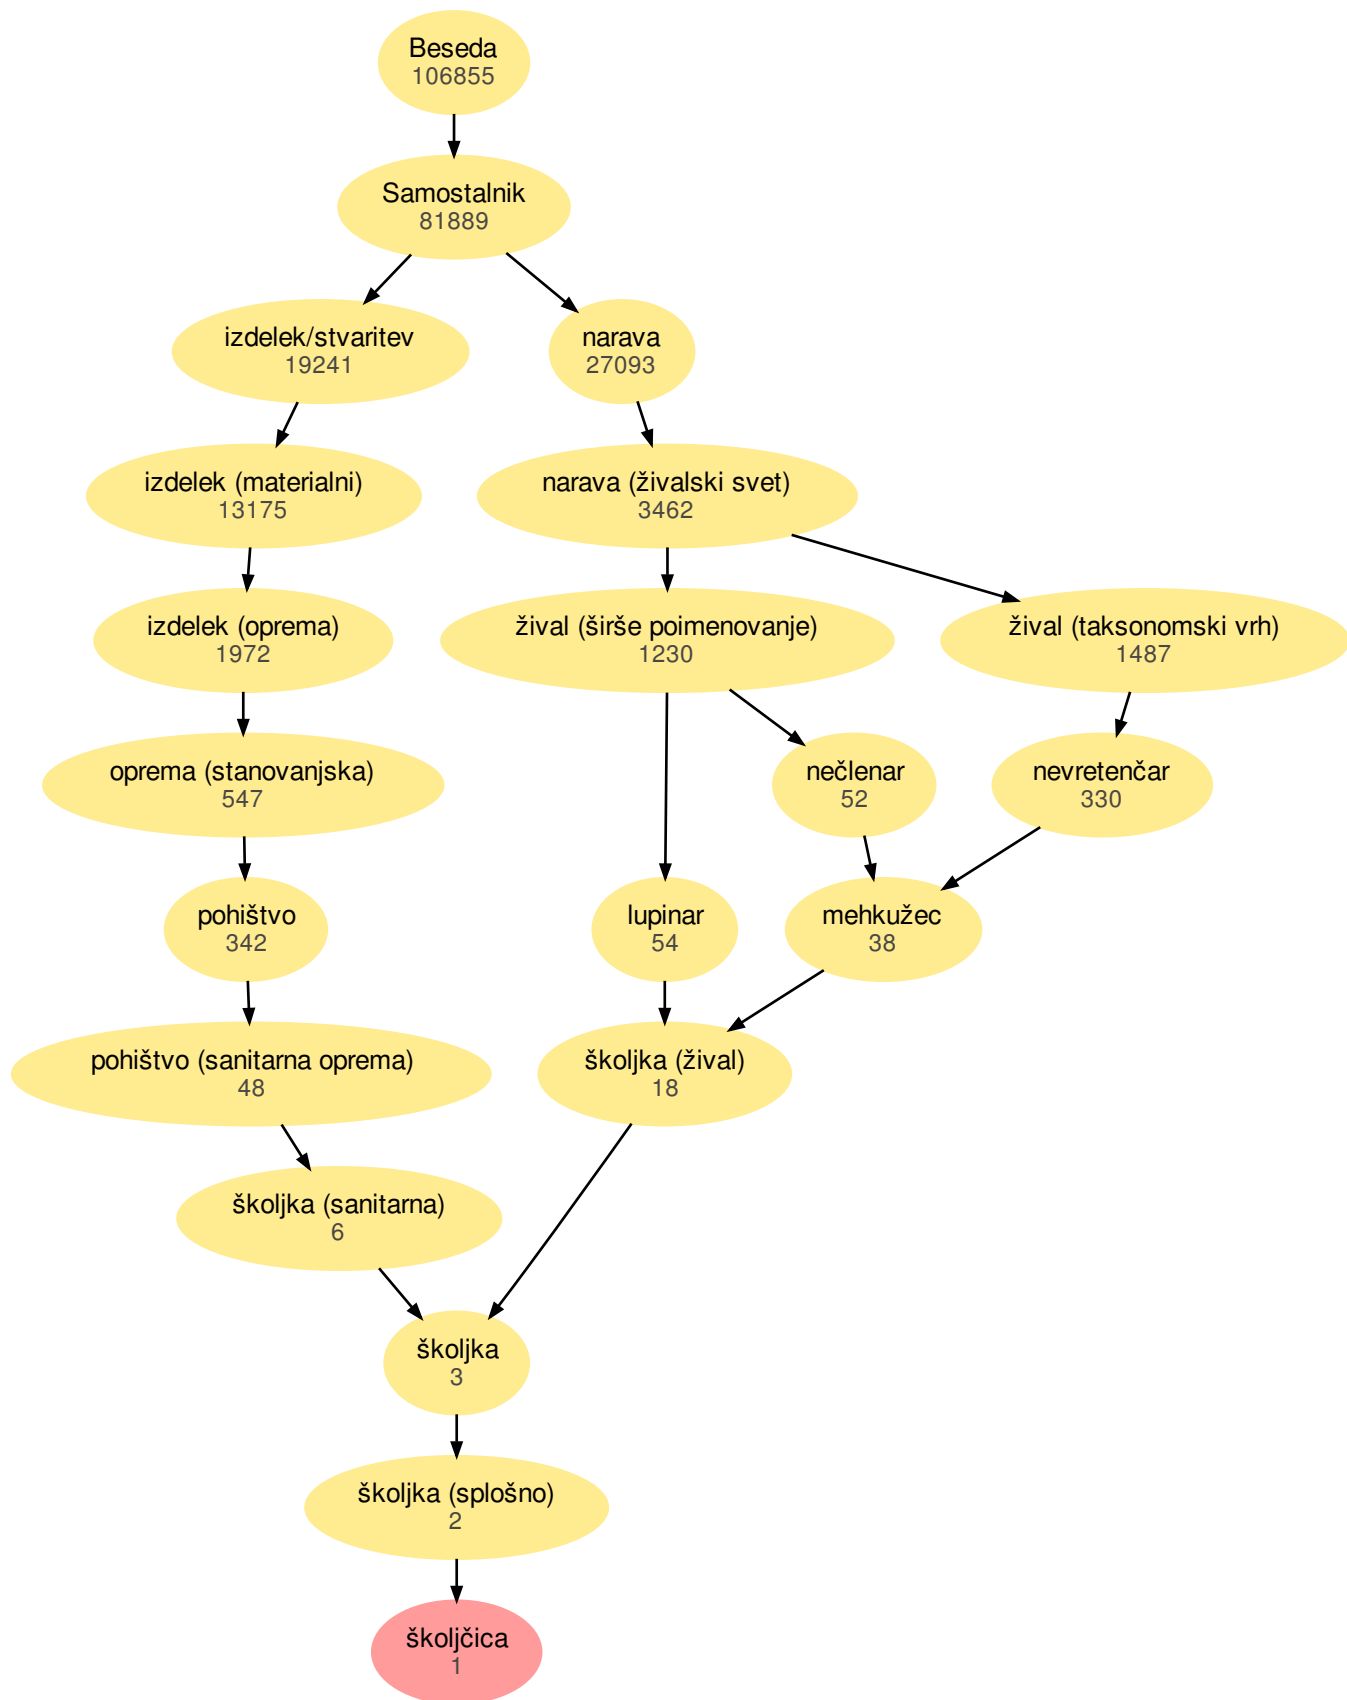 Beseda
106855
Samostalnik
81889
izdelek/stvaritev
19241
narava
27093
izdelek (materialni)
13175
narava (živalski svet)
3462
izdelek (oprema)
1972
žival (širše poimenovanje)
1230
žival (taksonomski vrh)
1487
oprema (stanovanjska)
547
nečlenar
52
nevretenčar
330
pohištvo
342
lupinar
54
mehkužec
38
pohištvo (sanitarna oprema)
48
školjka (žival)
18
školjka (sanitarna)
6
školjka
3
školjka (splošno)
2
školjčica
1